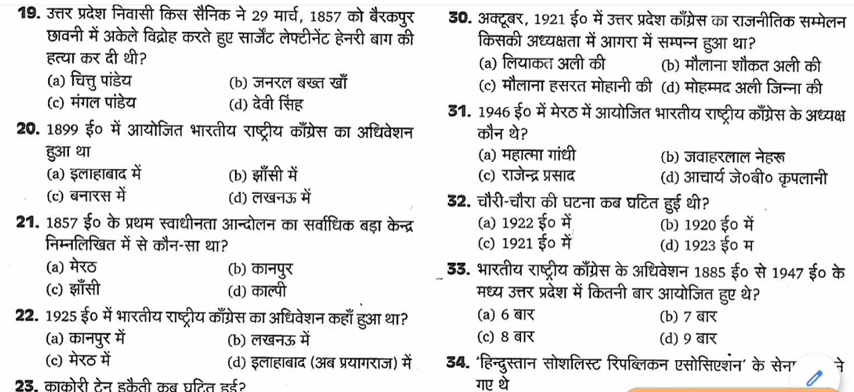 19. उत्तर प्रदेश निवासी किस सैनिक ने 29 मार्च, 1857 को बैरकपुर
छावनी में अकेले विद्रोह करते हुए सार्जेंट लेफ्टीनेंट हेनरी बाग की
हत्या कर दी थी?
(a) चित्तु पांडेय (b) जनरल बख्त खाँ
(c) मंगल पांडेय (d) देवी सिंह
20. 1899 ई० में आयोजित भारतीय राष्ट्रीय काँग्रेस का अधिवेशन
हुआ था
(a) इलाहाबाद में (b) झाँसी में
(c) बनारस में (d) लखनऊ में
21. 1857 ई० के प्रथम स्वाधीनता आन्दोलन का सर्वाधिक बड़ा केन्द्र
निम्नलिखित में से कौन-सा था?
(a) मेरठ (b) कानपुर
(c) झाँसी (d) काल्पी
22. 1925 ई० में भारतीय राष्ट्रीय काँग्रेस का अधिवेशन कहाँ हुआ था?
(a) कानपुर में (b) लखनऊ में
(c) मेरठ में (d) इलाहाबाद (अब प्रयागराज) में
23. काकोरी ट्रेन डकैती कब घटित हुई?
30. अक्टूबर, 1921 ई० में उत्तर प्रदेश काँग्रेस का राजनीतिक सम्मेलन
किसकी अध्यक्षता में आगरा में सम्पन्न हुआ था?
(a) लियाकत अली की (b) मौलाना शौकत अली की
(c) मौलाना हसरत मोहानी की (d) मोहम्मद अली जिन्ना की
31. 1946 ई० में मेरठ में आयोजित भारतीय राष्ट्रीय काँग्रेस के अध्यक्ष
कौन थे?
(a) महात्मा गांधी (b) जवाहरलाल नेहरू
(c) राजेन्द्र प्रसाद (d) आचार्य जे०बी० कृपलानी
32. चौरी-चौरा की घटना कब घटित हुई थी?
(a) 1922 ई० में (b) 1920 ई० में
(c) 1921 ई० में (d) 1923 ई० म
33. भारतीय राष्ट्रीय काँग्रेस के अधिवेशन 1885 ई० से 1947 ई० के
मध्य उत्तर प्रदेश में कितनी बार आयोजित हुए थे?
(a) 6 बार (b) 7 बार
(c) 8 बार (d) 9 बार
34. 'हिन्दुस्तान सोशलिस्ट रिपब्लिकन एसोसिएशन' के
गए थे